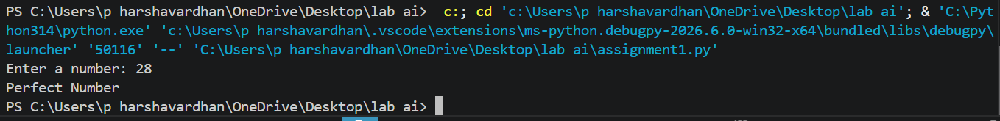 PS C:\Users\p harshavardhan\OneDrive\Desktop\lab ai>  c:; cd 'c:\Users\p harshavardhan\OneDrive\Desktop\lab ai'; & 'C:\Pyt
hon314\python.exe' 'c:\Users\p harshavardhan\.vscode\extensions\ms-python.debugpy-2026.6.0-win32-x64\bundled\libs\debugpy\
launcher' '50116' '--' 'C:\Users\p harshavardhan\OneDrive\Desktop\lab ai\assignment1.py'
Enter a number: 28
Perfect Number
PS C:\Users\p harshavardhan\OneDrive\Desktop\lab ai>